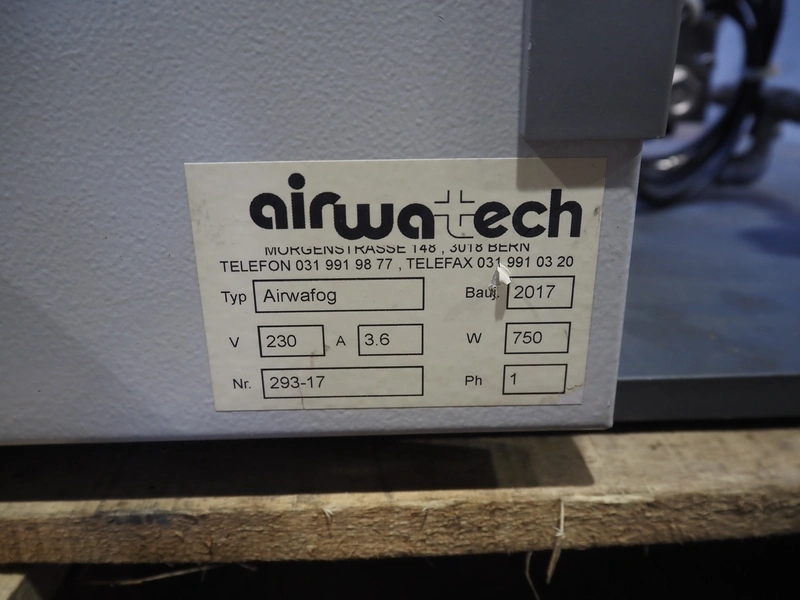 airwatech
MORGENSTRASSE 148 , 3018 BERN
TELEFON 031 991 98 77 , TELEFAX 031 991 03 20
Typ Airwafog Bauj. 2017
V 230 A 3.6 W 750
Nr. 293-17 Ph 1